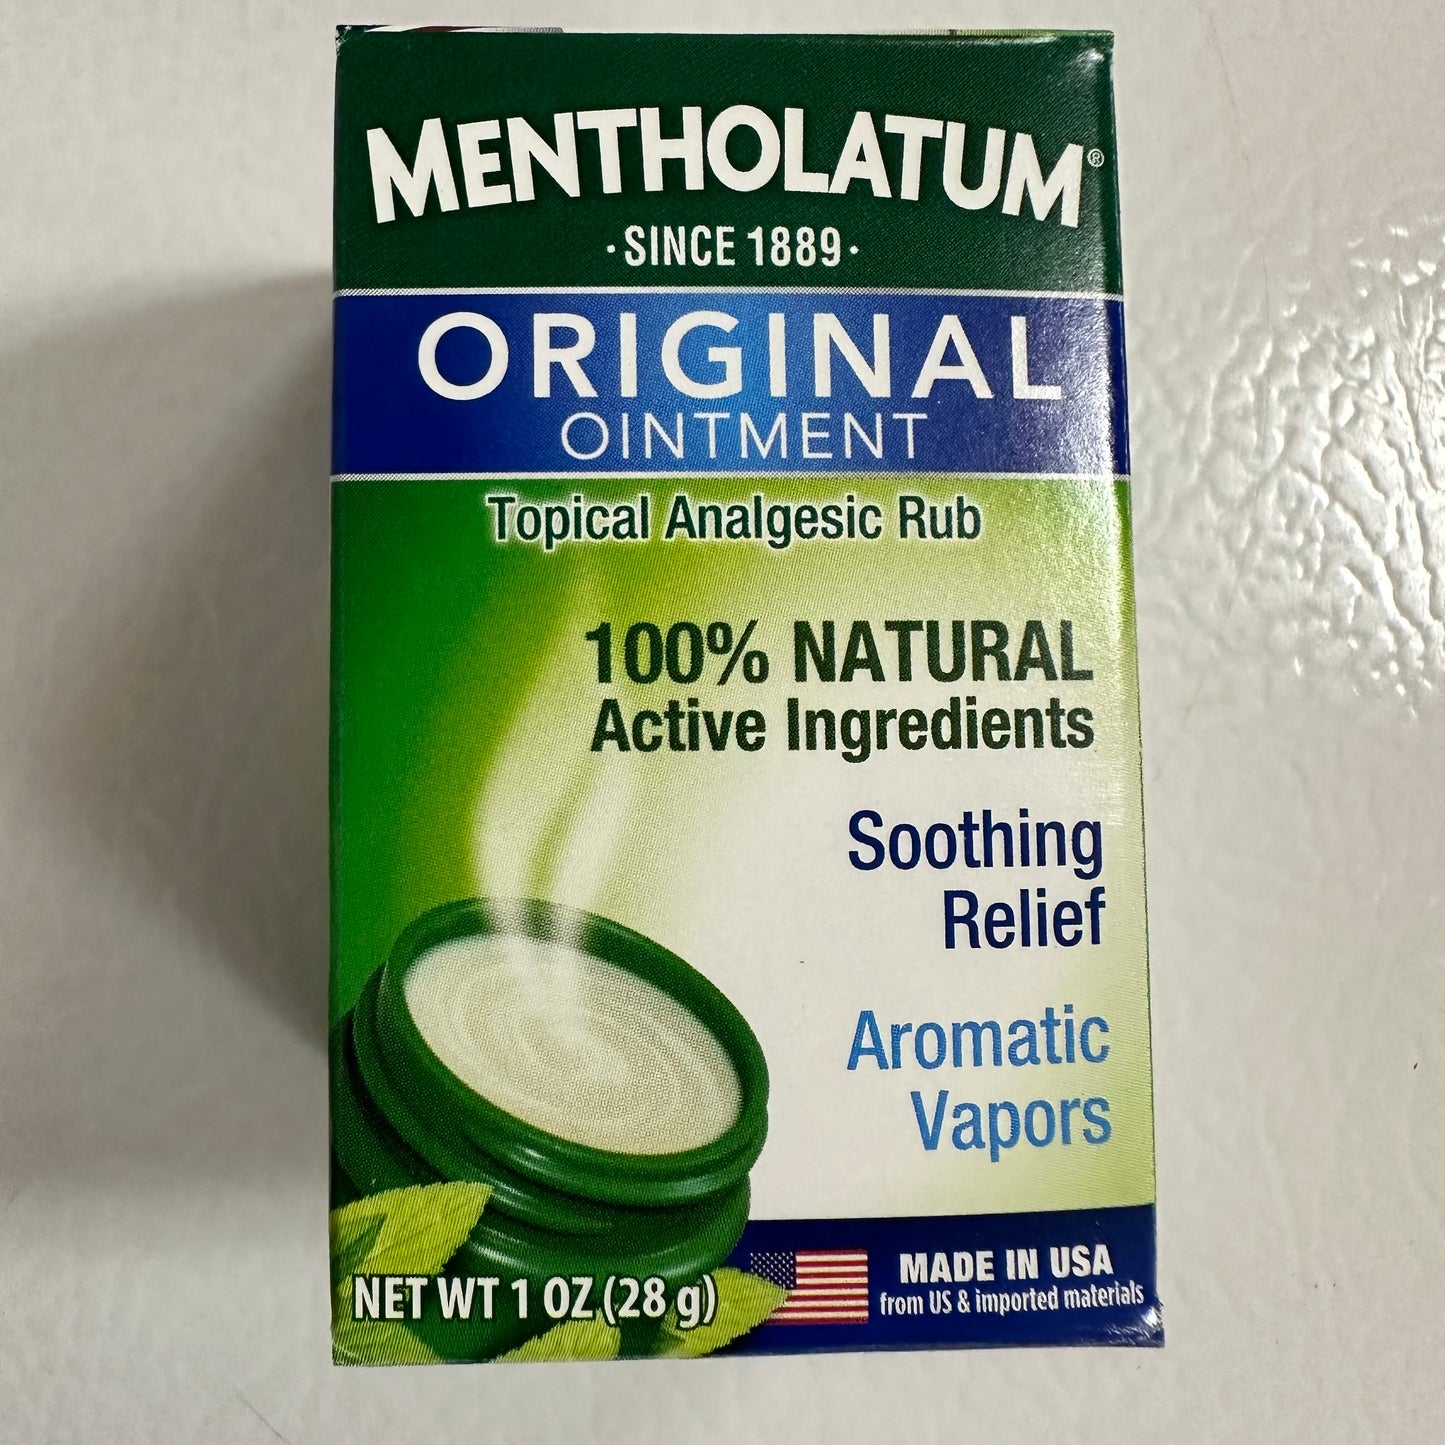 MENTHOLATUM®
·SINCE 1889·
ORIGINAL
OINTMENT
Topical Analgesic Rub
100% NATURAL
Active Ingredients
Soothing
Relief
Aromatic
Vapors
NET WT 1 OZ (28 g)
MADE IN USA
from US & imported materials